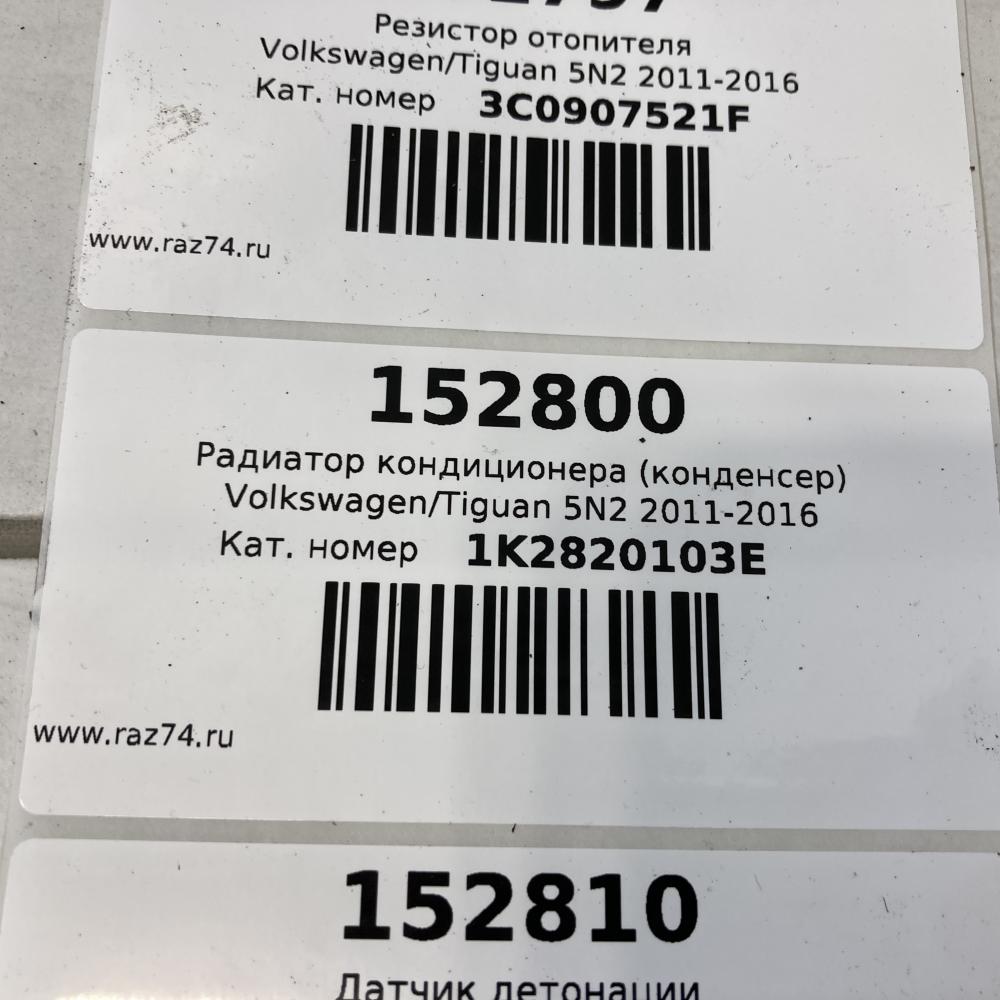 Резистор отопителя
Volkswagen/Tiguan 5N2 2011-2016
Кат. номер 3C0907521F
www.raz74.ru
152800
Радиатор кондиционера (конденсер)
Volkswagen/Tiguan 5N2 2011-2016
Кат. номер 1K2820103E
www.raz74.ru
152810
Датчик детонации